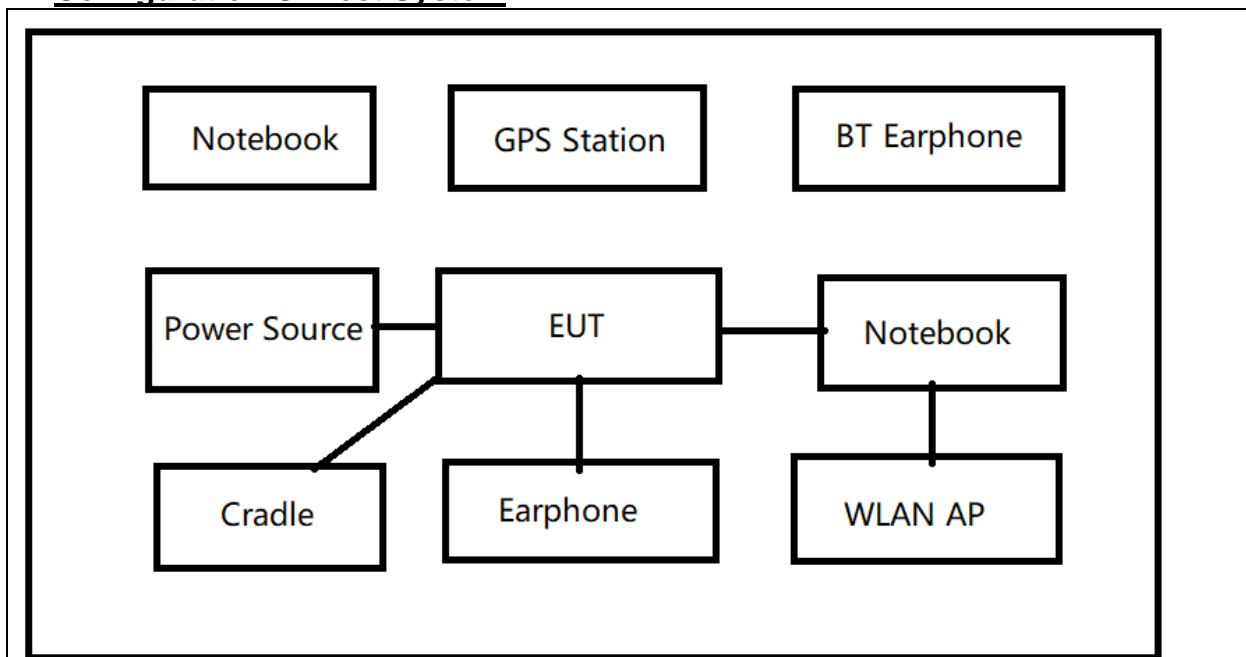 Notebook
GPS Station
BT Earphone
Power Source
EUT
Notebook
Cradle
Earphone
WLAN AP